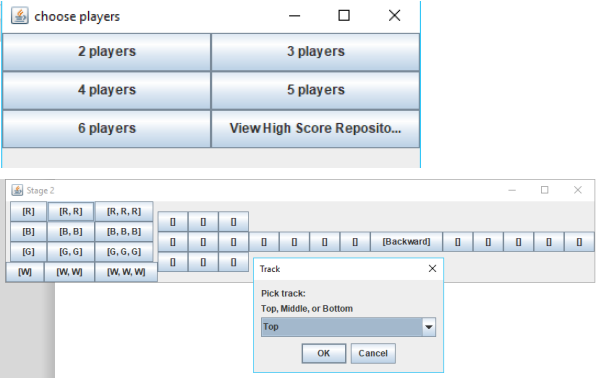 choose players
2 players 3 players
4 players 5 players
6 players View High Score Reposito...
Stage 2
[R] [R, R] [R, R, R]
[] [] []
[B] [B, B] [B, B, B]
[] [] [] [] [] [] [] [Backward] [] [] [] [] []
[G] [G, G] [G, G, G]
[] [] []
[W] [W, W] [W, W, W]
Track
Pick track:
Top, Middle, or Bottom
Top
OK Cancel